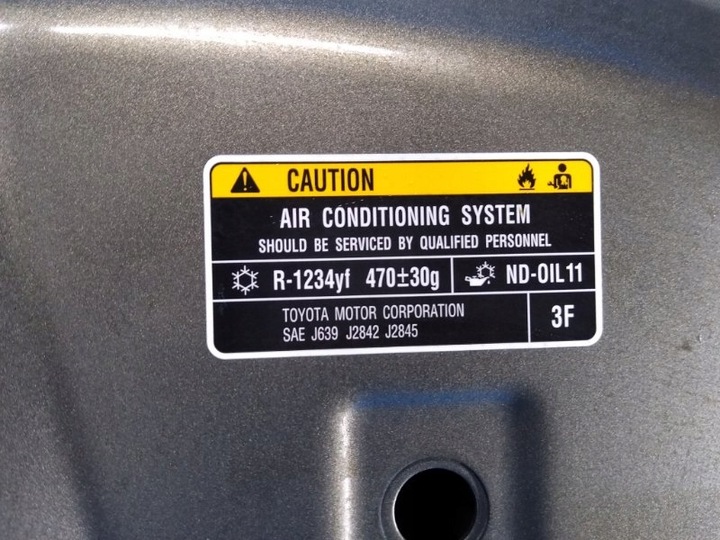 CAUTION
AIR CONDITIONING SYSTEM
SHOULD BE SERVICED BY QUALIFIED PERSONNEL
R-1234yf 470±30g ND-OIL11
TOYOTA MOTOR CORPORATION
SAE J639 J2842 J2845
3F